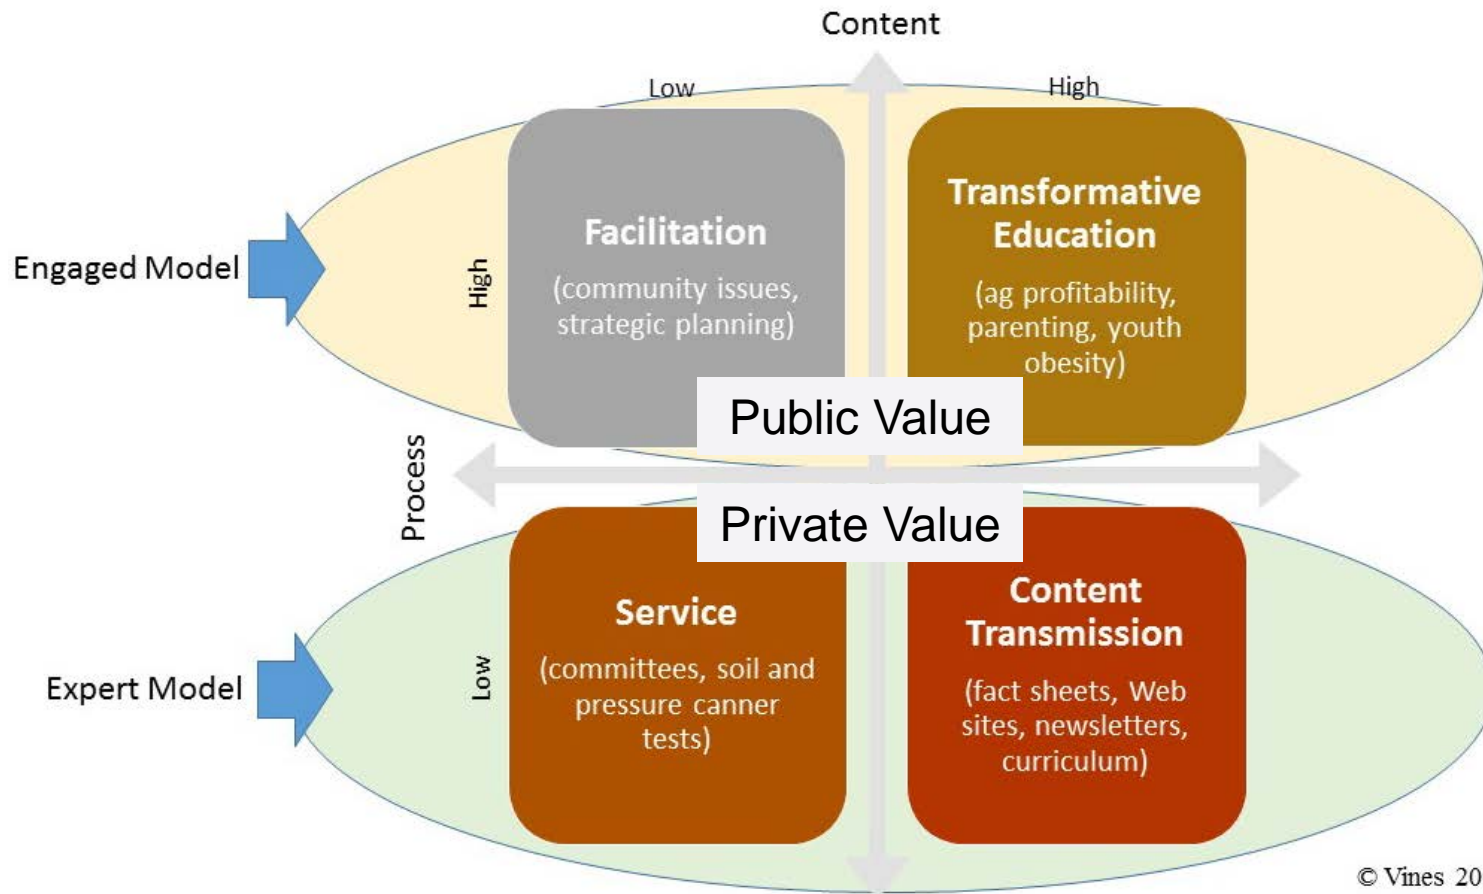 Content
Low
High
Engaged Model
High
Facilitation
(community issues,
strategic planning)
Transformative
Education
(ag profitability,
parenting, youth
obesity)
Public Value
Process
Private Value
Expert Model
Low
Service
(committees, soil and
pressure canner
tests)
Content
Transmission
(fact sheets, Web
sites, newsletters,
curriculum)
© Vines 20